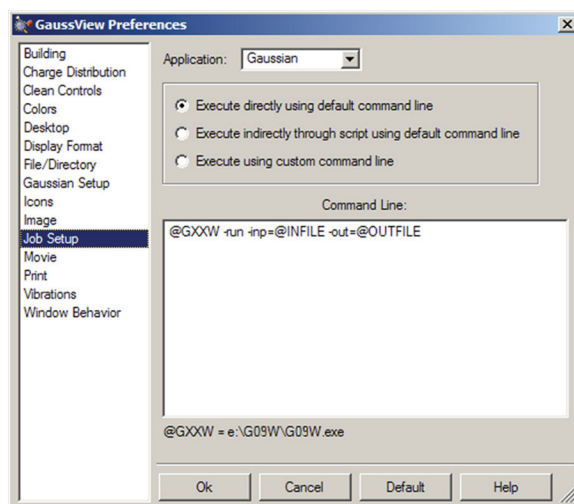 GaussView Preferences
Building
Charge Distribution
Clean Controls
Colors
Desktop
Display Format
File/Directory
Gaussian Setup
Icons
Image
Job Setup
Movie
Print
Vibrations
Window Behavior
Application: Gaussian
Execute directly using default command line
Execute indirectly through script using default command line
Execute using custom command line
Command Line:
@GXXW -run -inp=@INFILE -out=@OUTFILE
@GXXW = e:\G09W\G09W.exe
Ok Cancel Default Help